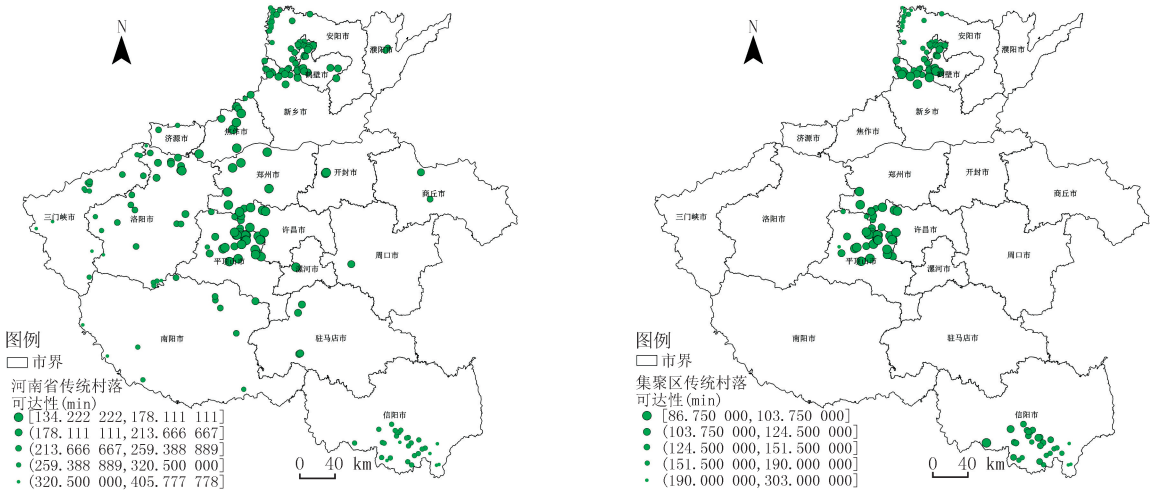 N
安阳市
濮阳市
鹤壁市
新乡市
济源市
焦作市
郑州市
开封市
商丘市
三门峡市
洛阳市
许昌市
平顶山市
漯河市
周口市
南阳市
驻马店市
信阳市
图例
市界
河南省传统村落
可达性(min)
[134.222 222,178.111 111]
(178.111 111,213.666 667]
(213.666 667,259.388 889]
(259.388 889,320.500 000]
(320.500 000,405.777 778]
0 40 km
N
安阳市
濮阳市
鹤壁市
新乡市
济源市
焦作市
郑州市
开封市
商丘市
三门峡市
洛阳市
许昌市
平顶山市
漯河市
周口市
南阳市
驻马店市
信阳市
图例
市界
集聚区传统村落
可达性(min)
[86.750 000,103.750 000]
(103.750 000,124.500 000]
(124.500 000,151.500 000]
(151.500 000,190.000 000]
(190.000 000,303.000 000]
0 40 km